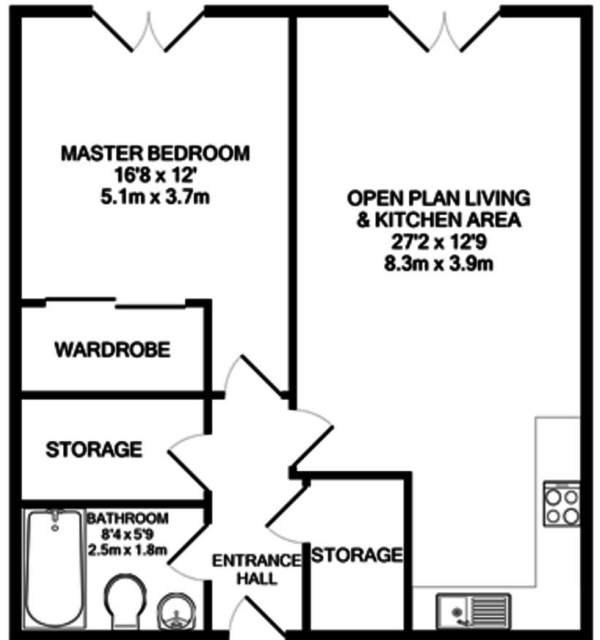 MASTER BEDROOM
16'8 x 12'
5.1m x 3.7m
OPEN PLAN LIVING
& KITCHEN AREA
27'2 x 12'9
8.3m x 3.9m
WARDROBE
STORAGE
BATHROOM
8'4 x 5'9
2.5m x 1.8m
ENTRANCE
HALL
STORAGE